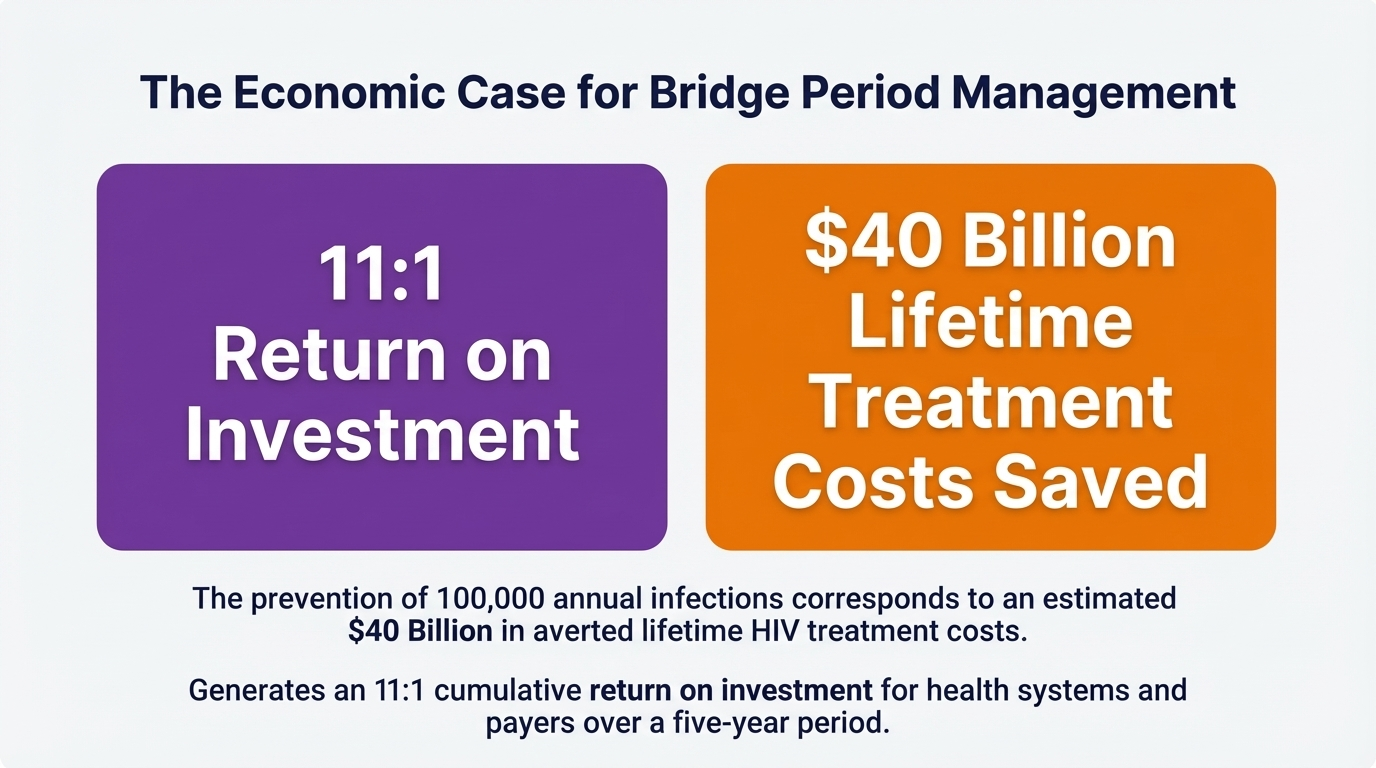 The Economic Case for Bridge Period Management
11:1
Return on
Investment
$40 Billion
Lifetime
Treatment
Costs Saved
The prevention of 100,000 annual infections corresponds to an estimated
$40 Billion in averted lifetime HIV treatment costs.
Generates an 11:1 cumulative return on investment for health systems and
payers over a five-year period.